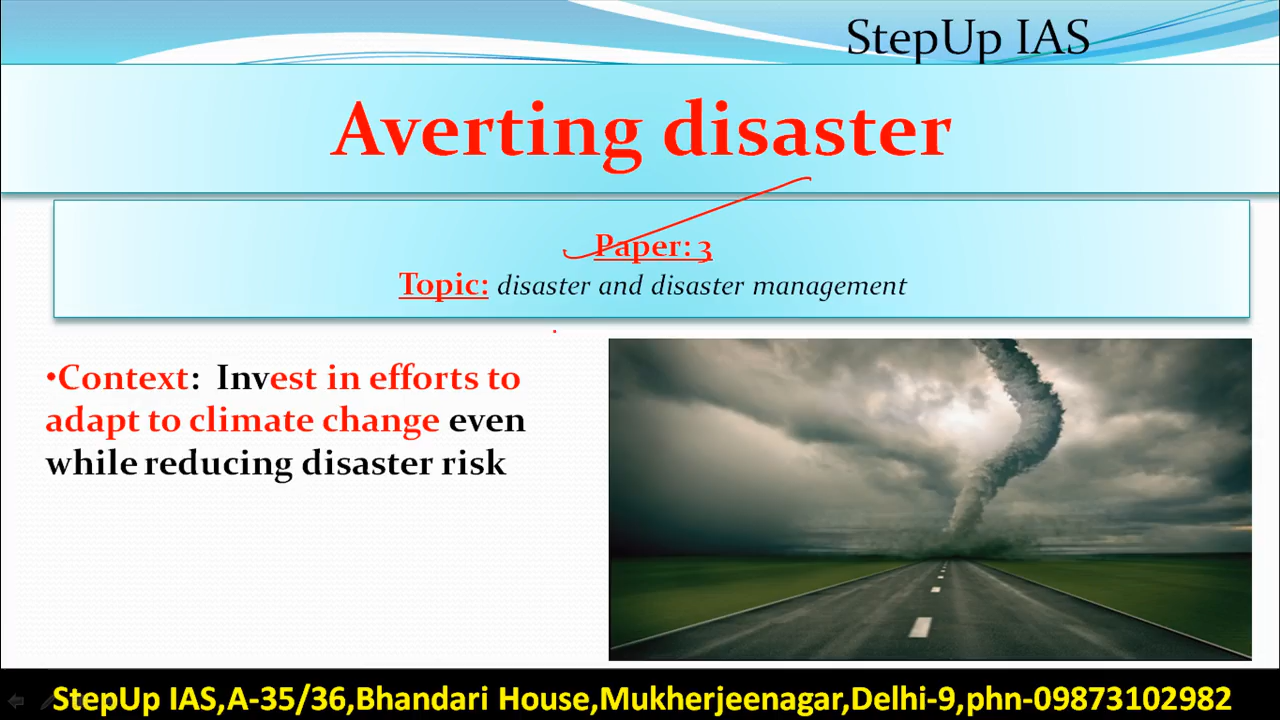 StepUp IAS
Averting disaster
Paper: 3
Topic: disaster and disaster management
•Context:  Invest in efforts to
adapt to climate change even
while reducing disaster risk
StepUp IAS,A-35/36,Bhandari House,Mukherjeenagar,Delhi-9,phn-09873102982